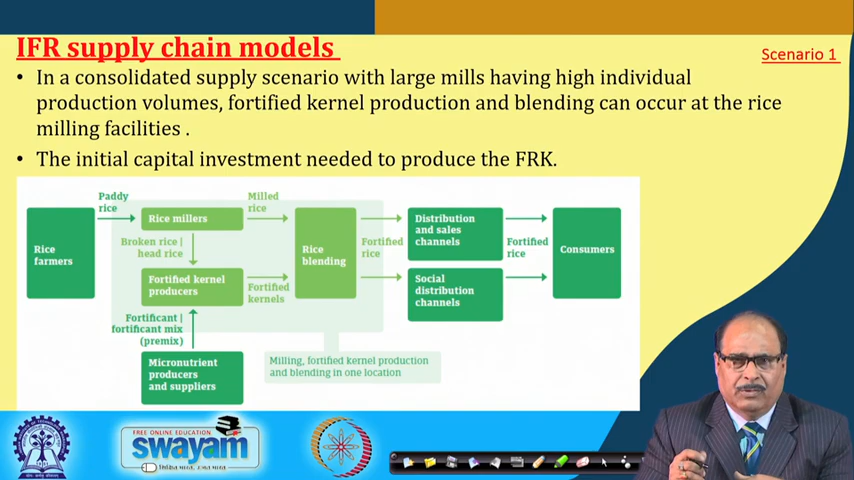 IFR supply chain models
Scenario 1
• In a consolidated supply scenario with large mills having high individual
production volumes, fortified kernel production and blending can occur at the rice
milling facilities .
• The initial capital investment needed to produce the FRK.
Paddy
rice
Milled
rice
Rice
farmers
Rice millers
Broken rice |
head rice
Fortified kernel
producers
Fortified
kernels
Fortificant |
fortificant mix
(premix)
Micronutrient
producers
and suppliers
Rice
blending
Fortified
rice
Distribution
and sales
channels
Social
distribution
channels
Fortified
rice
Consumers
Milling, fortified kernel production
and blending in one location
FREE ONLINE EDUCATION
swayam